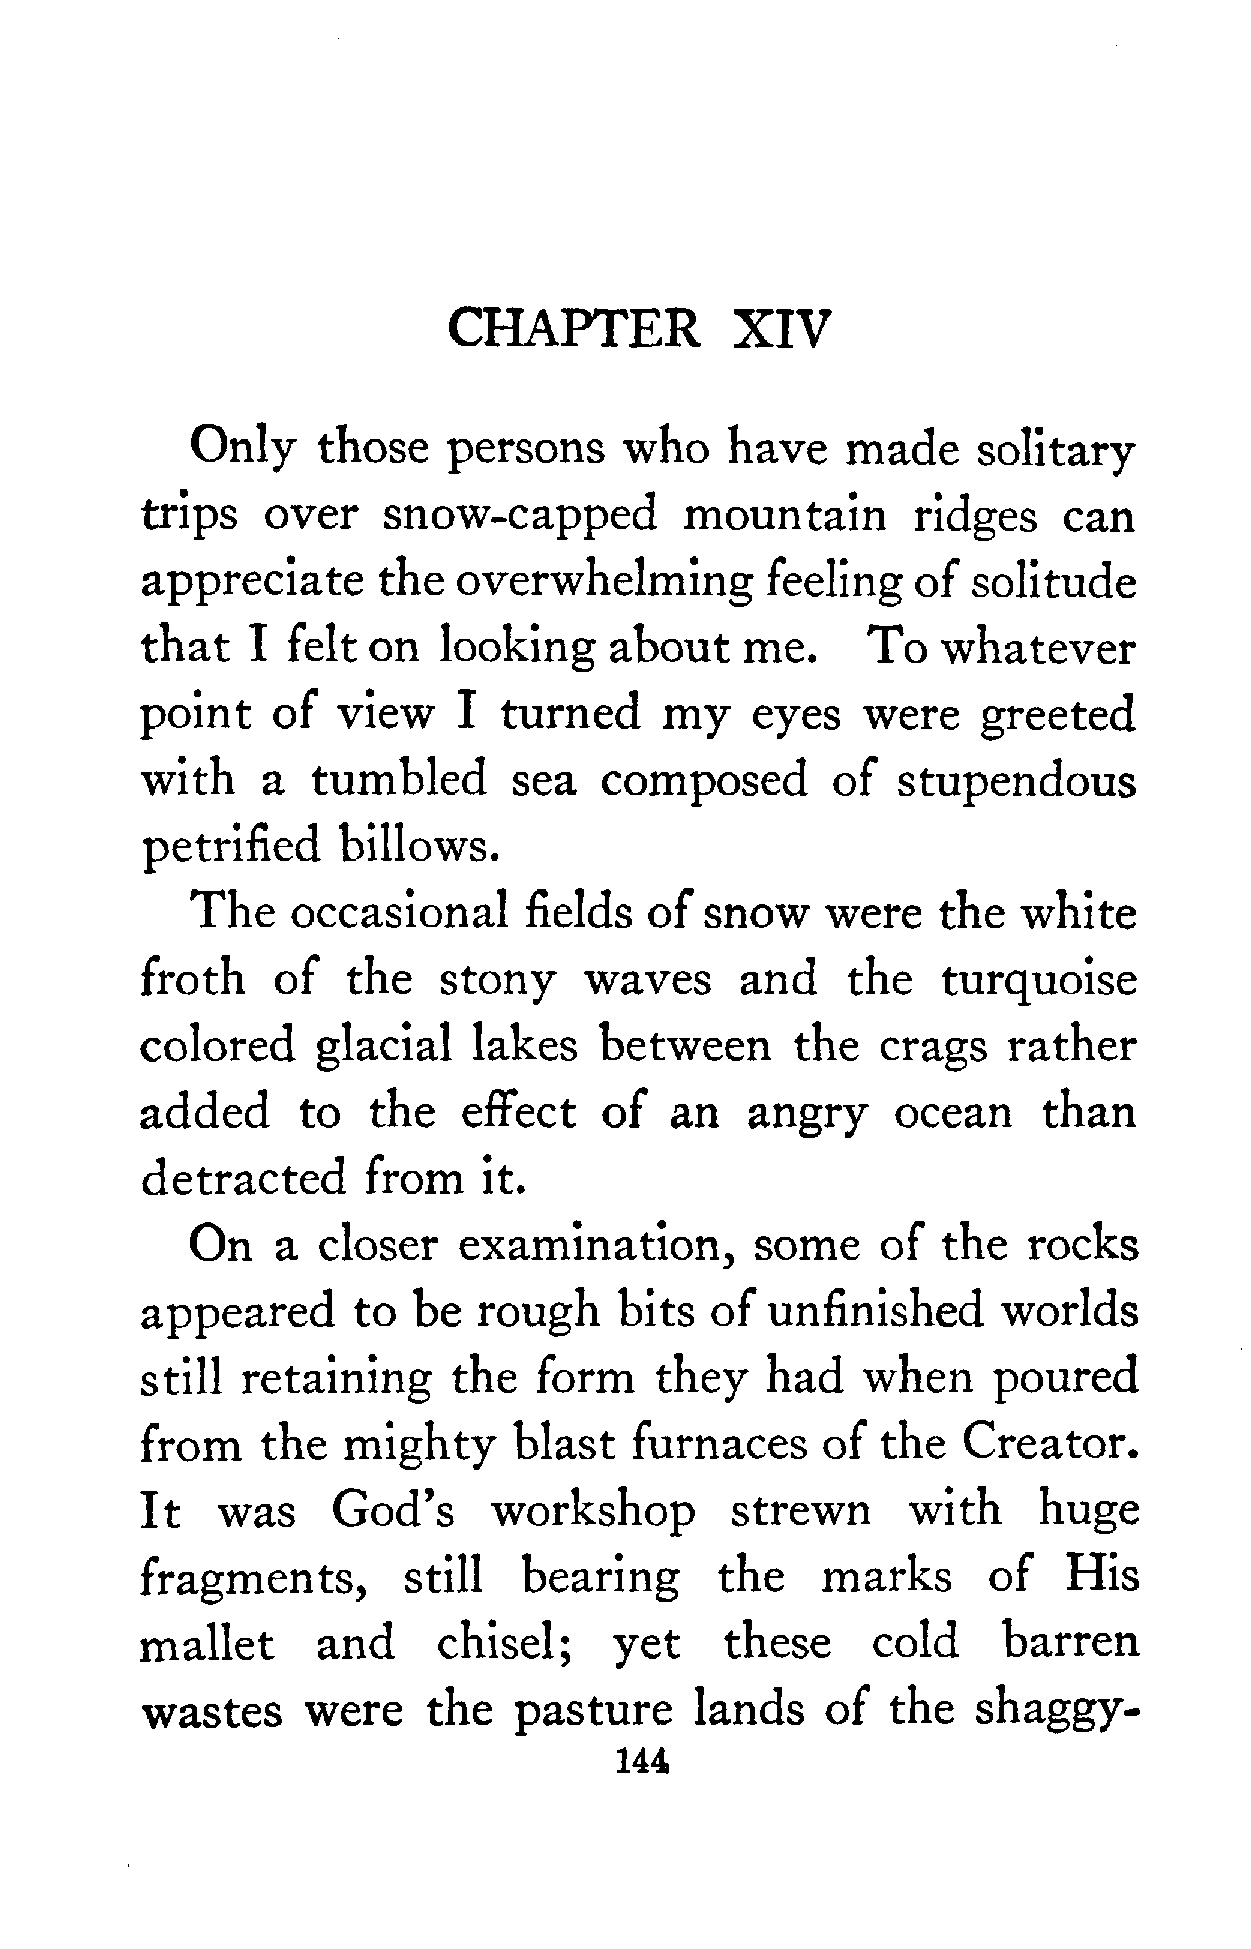 CHAPTER XIV
Only those persons who have made solitary
trips over snow-capped mountain ridges can
appreciate the overwhelming feeling of solitude
that I felt on looking about me. To whatever
point of view I turned my eyes were greeted
with a tumbled sea composed of stupendous
petrified billows.
The occasional fields of snow were the white
froth of the stony waves and the turquoise
colored glacial lakes between the crags rather
added to the effect of an angry ocean than
detracted from it.
On a closer examination, some of the rocks
appeared to be rough bits of unfinished worlds
still retaining the form they had when poured
from the mighty blast furnaces of the Creator.
It was God's workshop strewn with huge
fragments, still bearing the marks of His
mallet and chisel; yet these cold barren
wastes were the pasture lands of the shaggy-
144